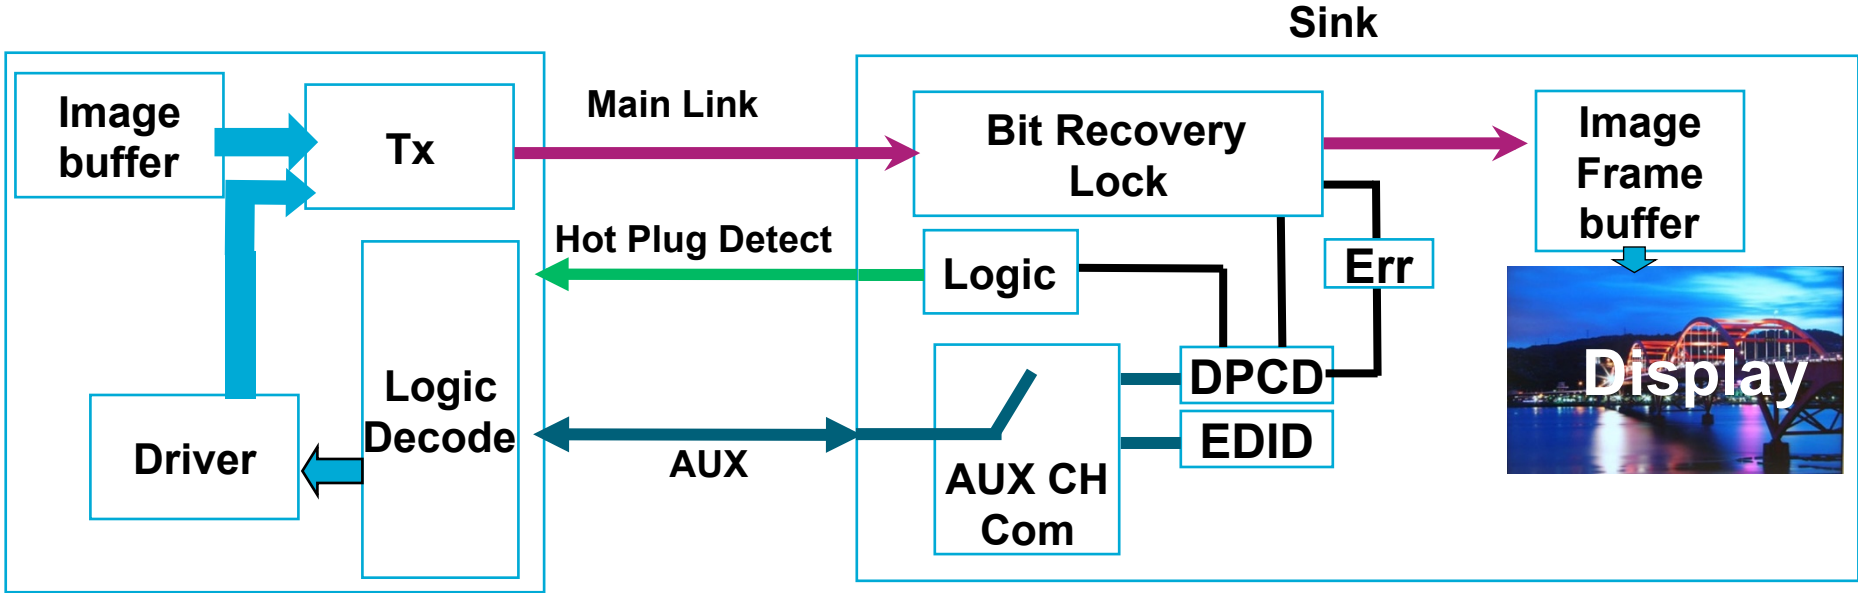 Sink
Image
buffer
Tx
Main Link
Bit Recovery
Lock
Image
Frame
buffer
Hot Plug Detect
Logic
Err
Display
Logic
Decode
Driver
AUX
AUX CH
Com
DPCD
EDID